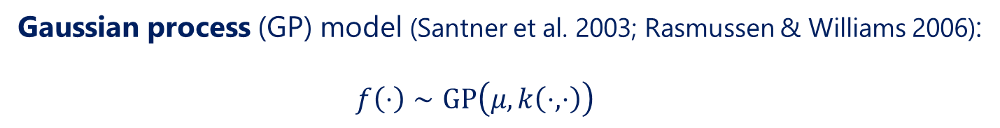 Gaussian process (GP) model (Santner et al. 2003; Rasmussen & Williams 2006):
𝑓(·) ~ GP(𝜇, 𝑘(·,·))